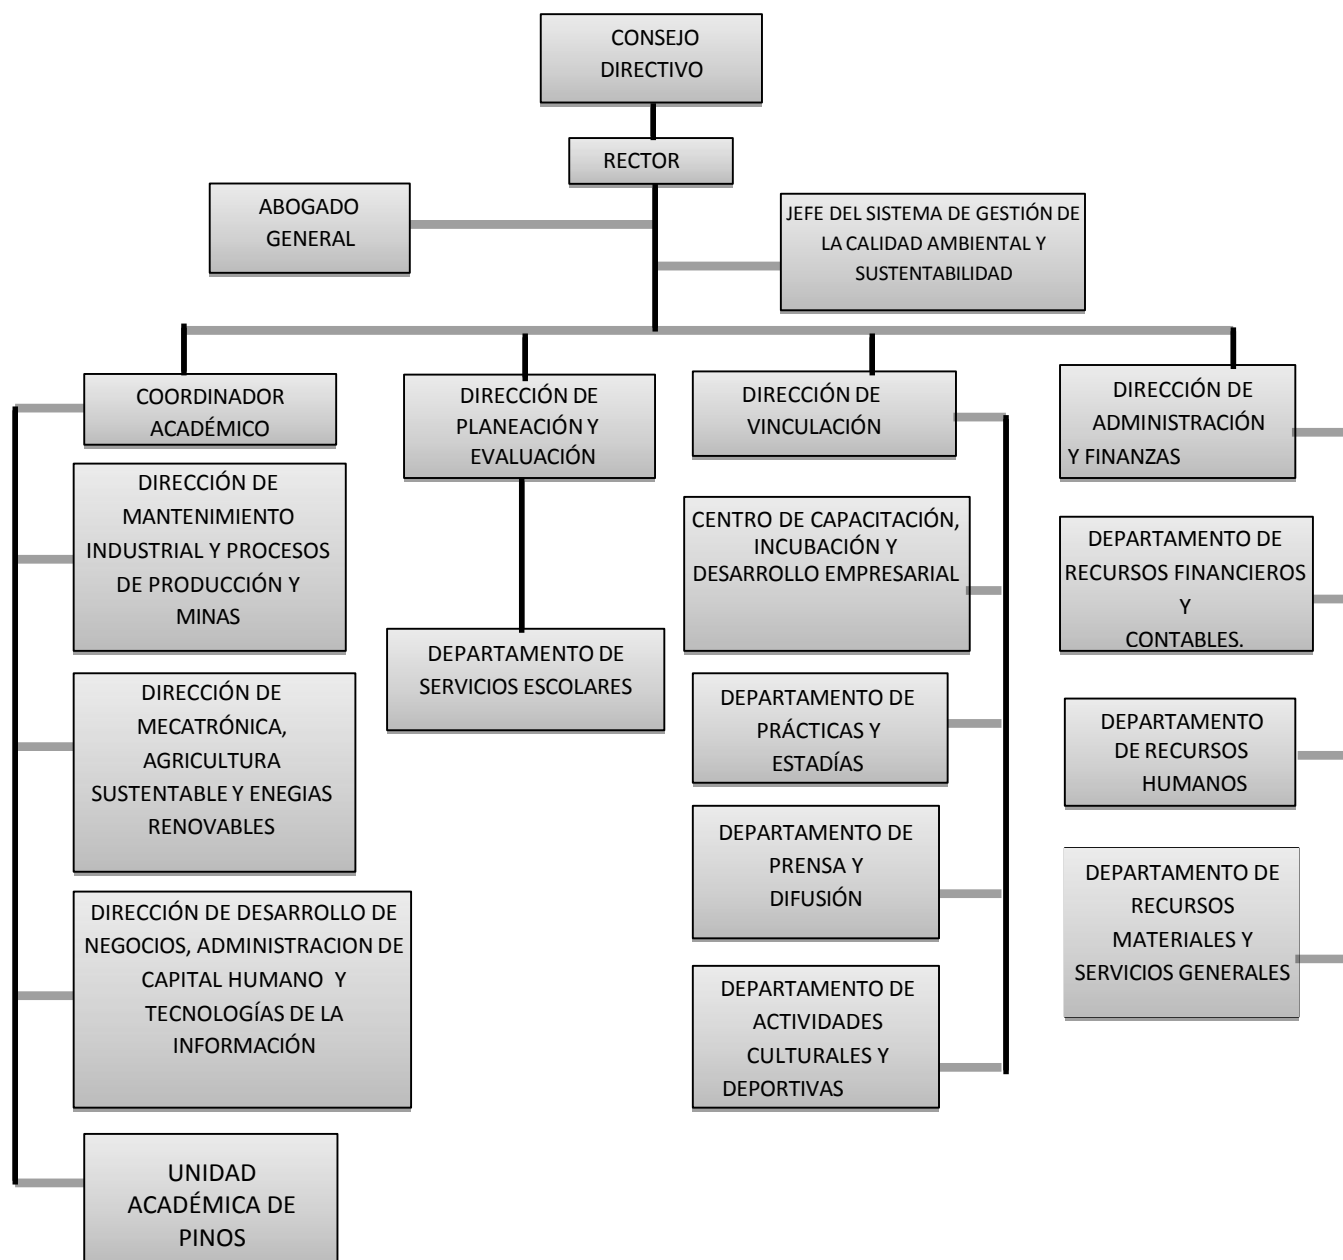 CONSEJO
DIRECTIVO
RECTOR
ABOGADO
GENERAL
JEFE DEL SISTEMA DE GESTIÓN DE
LA CALIDAD AMBIENTAL Y
SUSTENTABILIDAD
COORDINADOR
ACADÉMICO
DIRECCIÓN DE
MANTENIMIENTO
INDUSTRIAL Y PROCESOS
DE PRODUCCIÓN Y
MINAS
DIRECCIÓN DE
MECATRÓNICA,
AGRICULTURA
SUSTENTABLE Y ENEGIAS
RENOVABLES
DIRECCIÓN DE DESARROLLO DE
NEGOCIOS, ADMINISTRACION DE
CAPITAL HUMANO Y
TECNOLOGÍAS DE LA
INFORMACIÓN
UNIDAD
ACADÉMICA DE
PINOS
DIRECCIÓN DE
PLANEACIÓN Y
EVALUACIÓN
DEPARTAMENTO DE
SERVICIOS ESCOLARES
DIRECCIÓN DE
VINCULACIÓN
CENTRO DE CAPACITACIÓN,
INCUBACIÓN Y
DESARROLLO EMPRESARIAL
DEPARTAMENTO DE
PRÁCTICAS Y
ESTADÍAS
DEPARTAMENTO DE
PRENSA Y
DIFUSIÓN
DEPARTAMENTO DE
ACTIVIDADES
CULTURALES Y
DEPORTIVAS
DIRECCIÓN DE
ADMINISTRACIÓN
Y FINANZAS
DEPARTAMENTO DE
RECURSOS FINANCIEROS
Y
CONTABLES.
DEPARTAMENTO
DE RECURSOS
HUMANOS
DEPARTAMENTO DE
RECURSOS
MATERIALES Y
SERVICIOS GENERALES